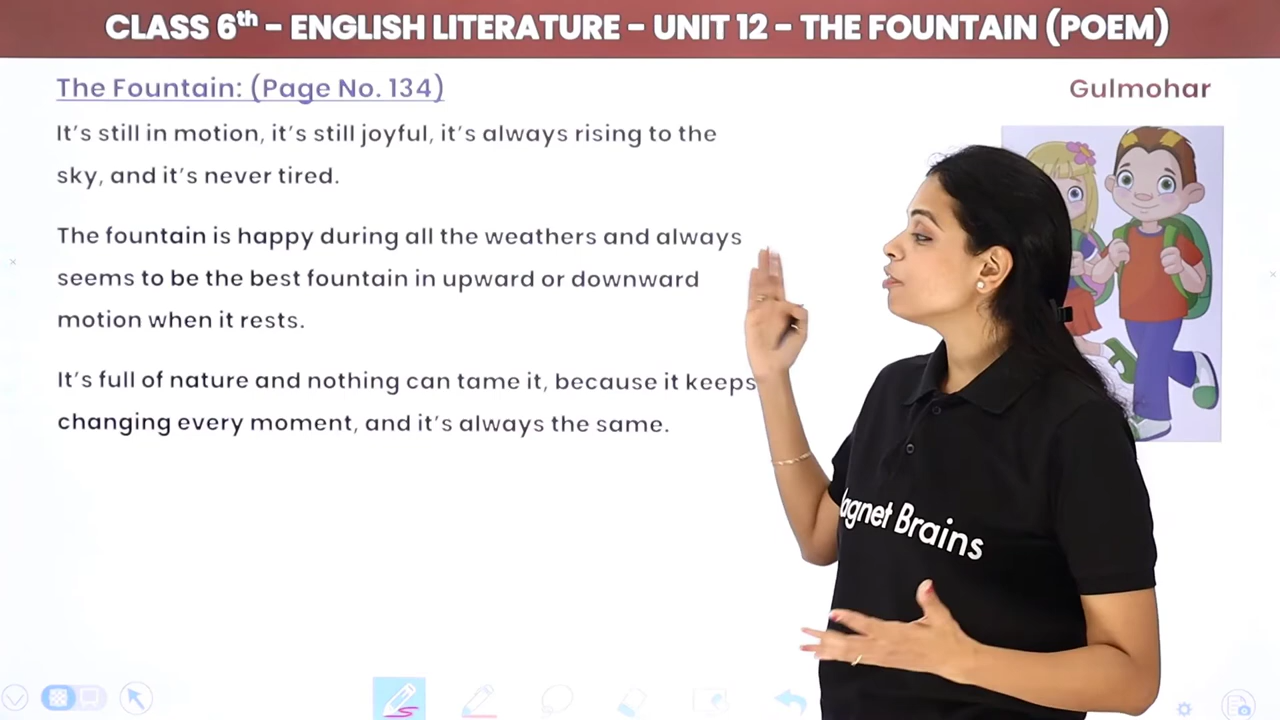 CLASS 6th - ENGLISH LITERATURE - UNIT 12 - THE FOUNTAIN (POEM)
The Fountain: (Page No. 134)
Gulmohar
It's still in motion, it's still joyful, it's always rising to the
sky, and it's never tired.
The fountain is happy during all the weathers and always
seems to be the best fountain in upward or downward
motion when it rests.
It's full of nature and nothing can tame it, because it keeps
changing every moment, and it's always the same.
agnet Brains